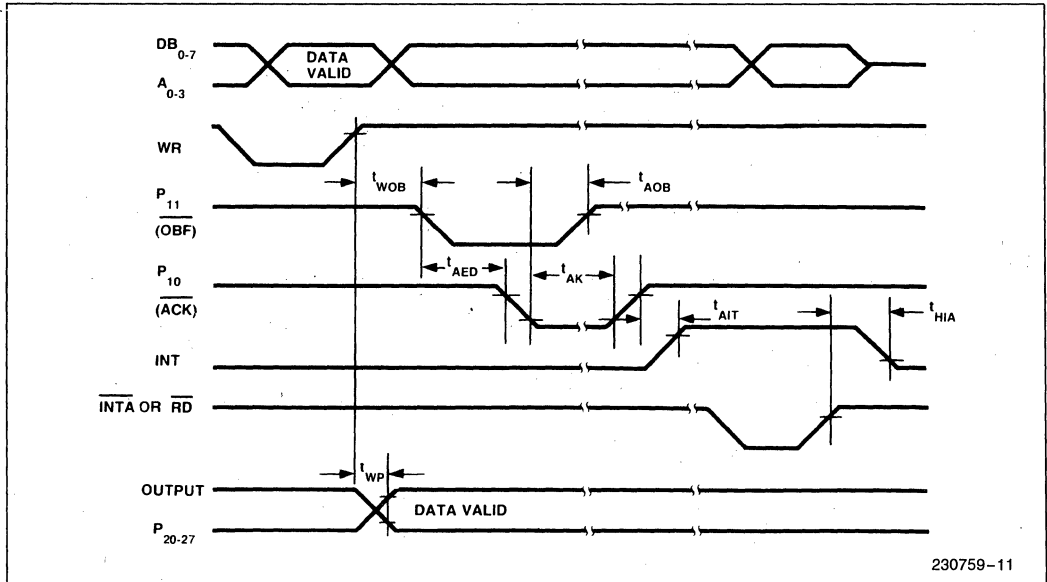 DB0-7
DATA
VALID
A0-3
WR
tWOB
tAOB
P11
(OBF)
tAED
tAK
P10
(ACK)
tAIT
tHIA
INT
INTA OR RD
tWP
OUTPUT
DATA VALID
P20-27
230759-11